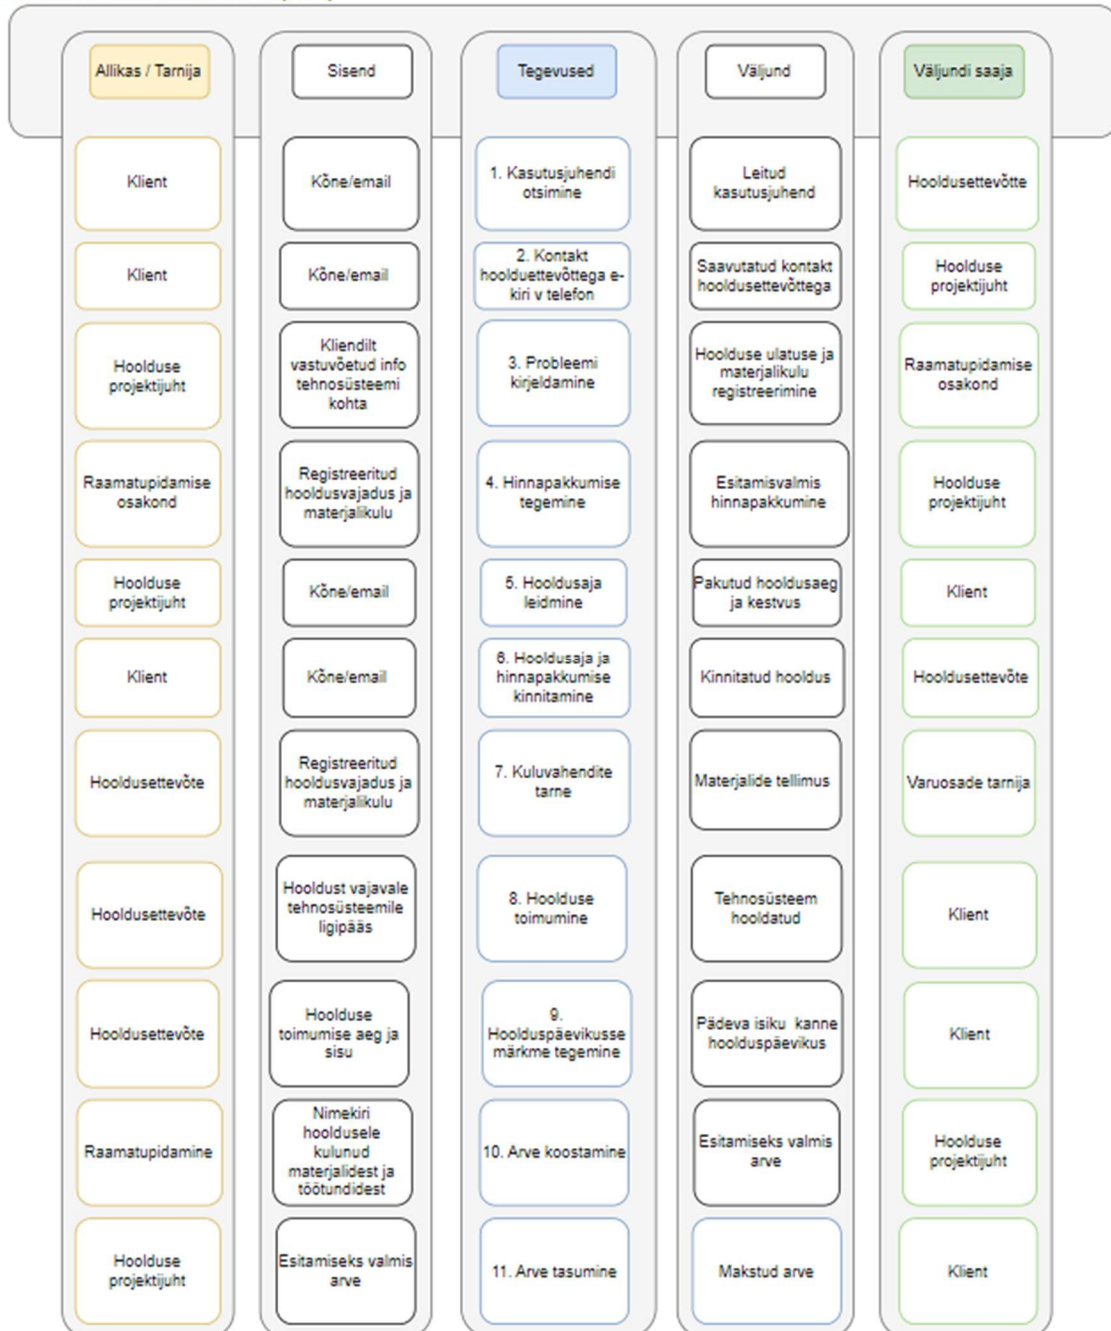 Allikas / Tarnija
Sisend
Tegevused
Väljund
Väljundi saaja
Klient
Kõne/email
1. Kasutusjuhendi
otsimine
Leitud
kasutusjuhend
Hooldusettevõtte
Klient
Kõne/email
2. Kontakt
hoolduettevõttega e-
kiri v telefon
Saavutatud kontakt
hooldusettevõttega
Hoolduse
projektijuht
Hoolduse
projektijuht
Kliendilt
vastuvõetud info
tehnosüsteemi
kohta
3. Probleemi
kirjeldamine
Hoolduse ulatuse ja
materjalikulu
registreerimine
Raamatupidamise
osakond
Raamatupidamise
osakond
Registreeritud
hooldusvajadus ja
materjalikulu
4. Hinnapakkumise
tegemine
Esitamisvalmis
hinnapakkumine
Hoolduse
projektijuht
Hoolduse
projektijuht
Kõne/email
5. Hooldusaja
leidmine
Pakutud hooldusaeg
ja kestvus
Klient
Klient
Kõne/email
6. Hooldusaja ja
hinnapakkumise
kinnitamine
Kinnitatud hooldus
Hooldusettevõte
Hooldusettevõte
Registreeritud
hooldusvajadus ja
materjalikulu
7. Kuluvahendite
tarne
Materjalide tellimus
Varuosade tarnija
Hooldusettevõte
Hooldust vajavale
tehnosüsteemile
ligipääs
8. Hoolduse
toimumine
Tehnosüsteem
hooldatud
Klient
Hooldusettevõte
Hoolduse
toimumise aeg ja
sisu
9.
Hoolduspäevikusse
märkme tegemine
Pädeva isiku kanne
hoolduspäevikus
Klient
Raamatupidamine
Nimekiri
hooldusele
kulunud
materjalidest ja
töötundidest
10. Arve koostamine
Esitamiseks valmis
arve
Hoolduse
projektijuht
Hoolduse
projektijuht
Esitamiseks valmis
arve
11. Arve tasumine
Makstud arve
Klient